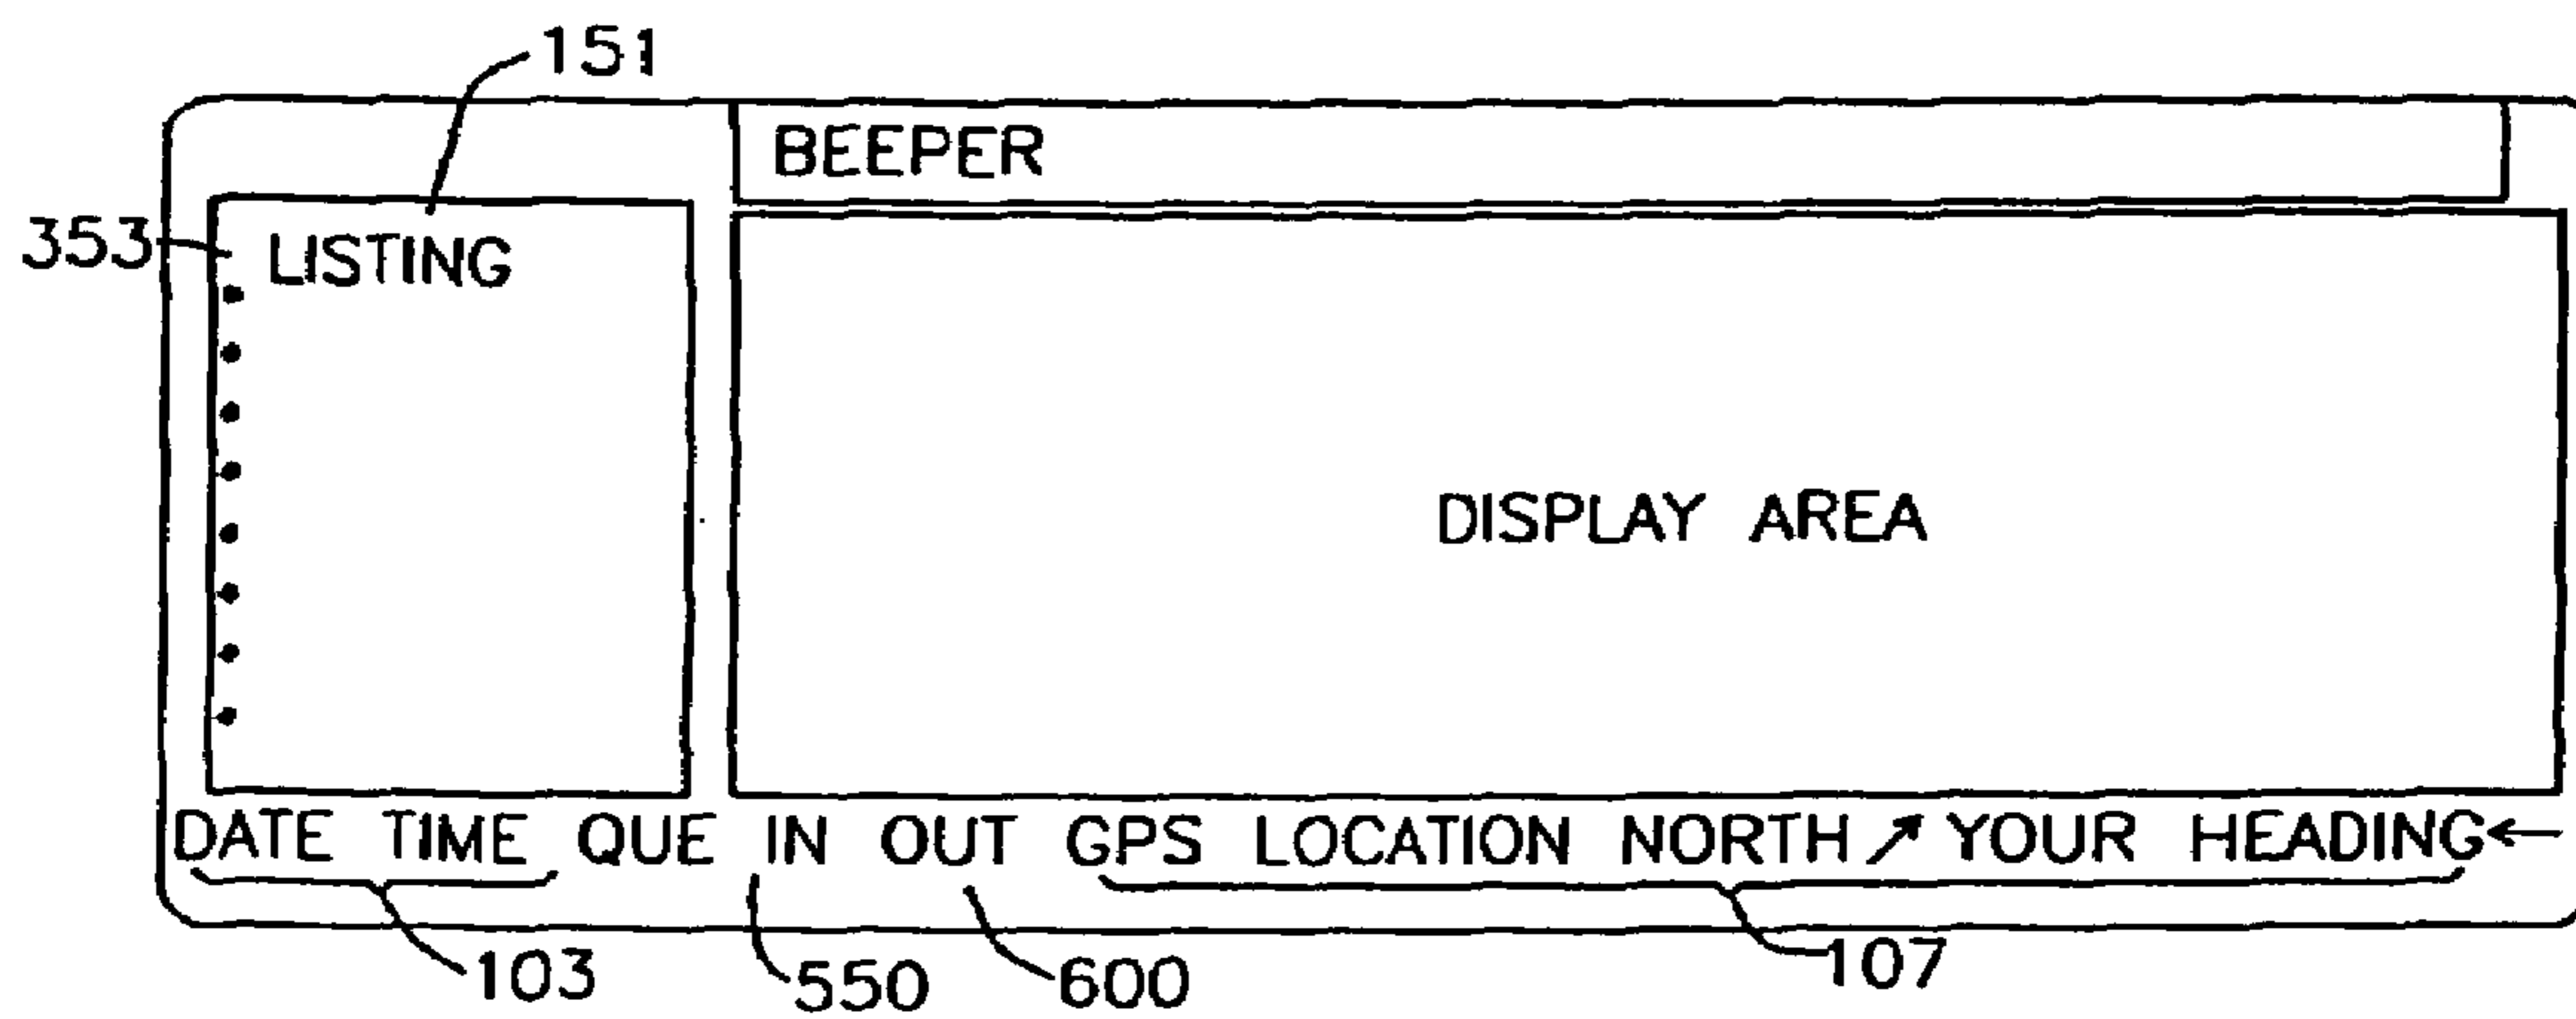 151
BEEPER
353 LISTING
DISPLAY AREA
DATE TIME QUE IN OUT GPS LOCATION NORTH ↗ YOUR HEADING ←
103 550 600 107